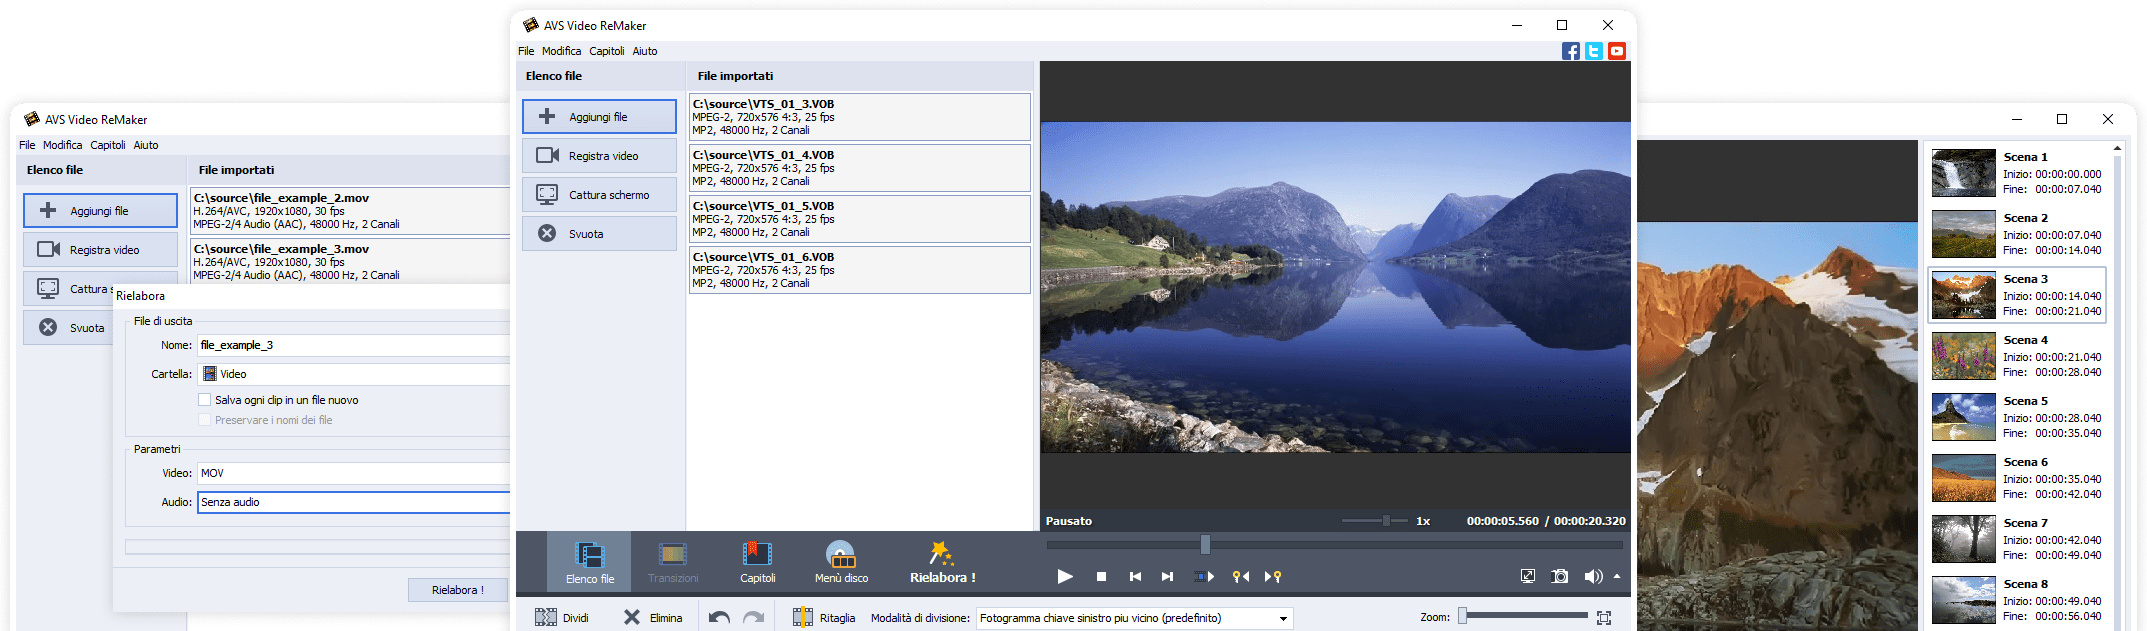 AVS Video ReMaker
File Modifica Capitoli Aiuto
Elenco file
File importati
Aggiungi file
Registra video
Cattura s
Svuota
C:\source\file_example_2.mov
H.264/AVC, 1920x1080, 30 fps
MPEG-2/4 Audio (AAC), 48000 Hz, 2 Canali
C:\source\file_example_3.mov
H.264/AVC, 1920x1080, 30 fps
MPEG-2/4 Audio (AAC), 48000 Hz, 2 Canali
Rielabora
File di uscita
Nome: file_example_3
Cartella: Video
Salva ogni clip in un file nuovo
Preservare i nomi dei file
Parametri
Video: MOV
Audio: Senza audio
Rielabora !
AVS Video ReMaker
File Modifica Capitoli Aiuto
Elenco file
File importati
Aggiungi file
Registra video
Cattura schermo
Svuota
C:\source\VTS_01_3.VOB
MPEG-2, 720x576 4:3, 25 fps
MP2, 48000 Hz, 2 Canali
C:\source\VTS_01_4.VOB
MPEG-2, 720x576 4:3, 25 fps
MP2, 48000 Hz, 2 Canali
C:\source\VTS_01_5.VOB
MPEG-2, 720x576 4:3, 25 fps
MP2, 48000 Hz, 2 Canali
C:\source\VTS_01_6.VOB
MPEG-2, 720x576 4:3, 25 fps
MP2, 48000 Hz, 2 Canali
Pausato
1x
00:00:05.560 / 00:00:20.320
Elenco file
Transizioni
Capitoli
Menù disco
Rielabora !
Dividi
Elimina
Ritaglia
Modalità di divisione: Fotogramma chiave sinistro piu vicino (predefinito)
Zoom:
Scena 1
Inizio: 00:00:00.000
Fine: 00:00:07.040
Scena 2
Inizio: 00:00:07.040
Fine: 00:00:14.040
Scena 3
Inizio: 00:00:14.040
Fine: 00:00:21.040
Scena 4
Inizio: 00:00:21.040
Fine: 00:00:28.040
Scena 5
Inizio: 00:00:28.040
Fine: 00:00:35.040
Scena 6
Inizio: 00:00:35.040
Fine: 00:00:42.040
Scena 7
Inizio: 00:00:42.040
Fine: 00:00:49.040
Scena 8
Inizio: 00:00:49.040
Fine: 00:00:56.040